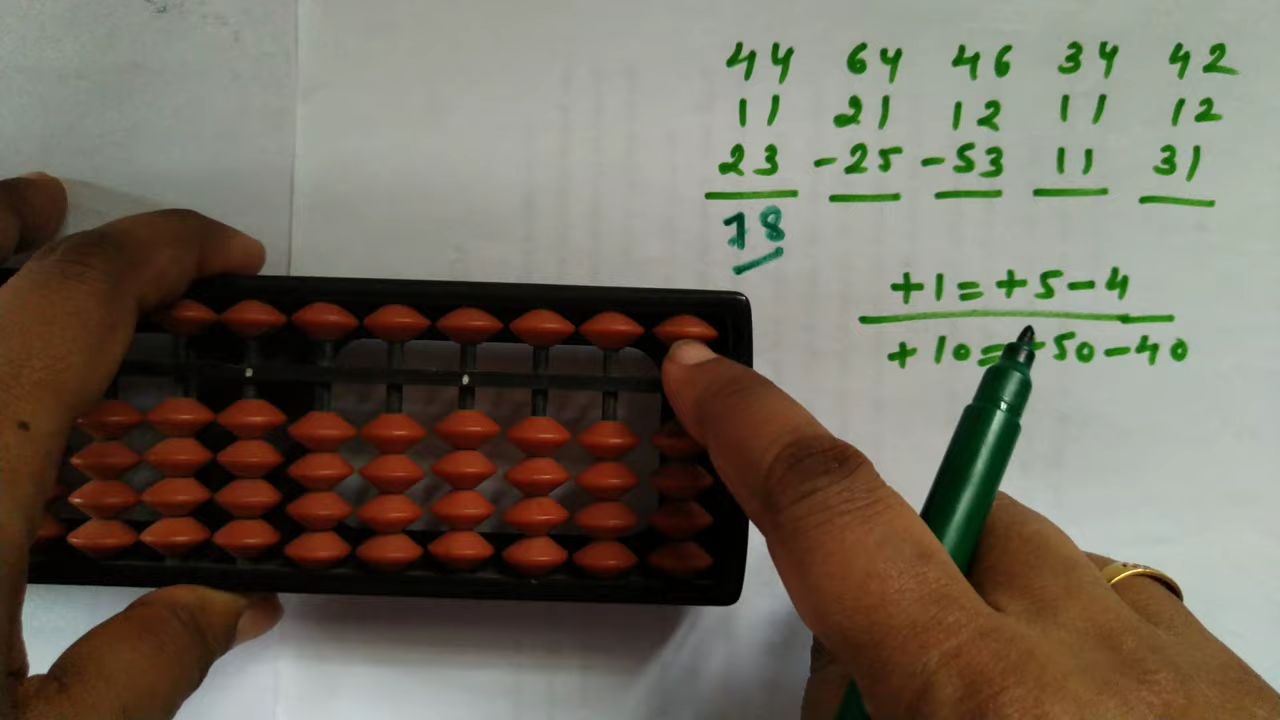 44 64 46 34 42
11 21 12 11 12
23 -25 -53 11 31
78
+1=+5-4
+10=+50-40